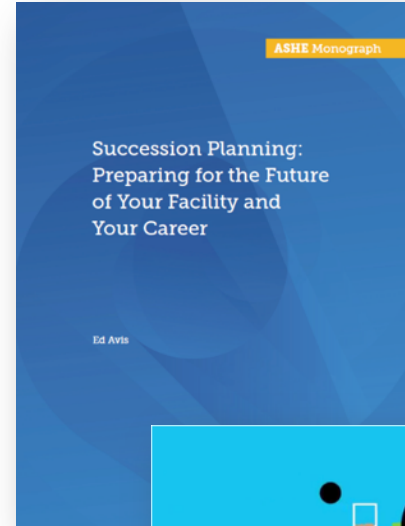 ASHE Monograph
Succession Planning:
Preparing for the Future
of Your Facility and
Your Career
Ed Avis